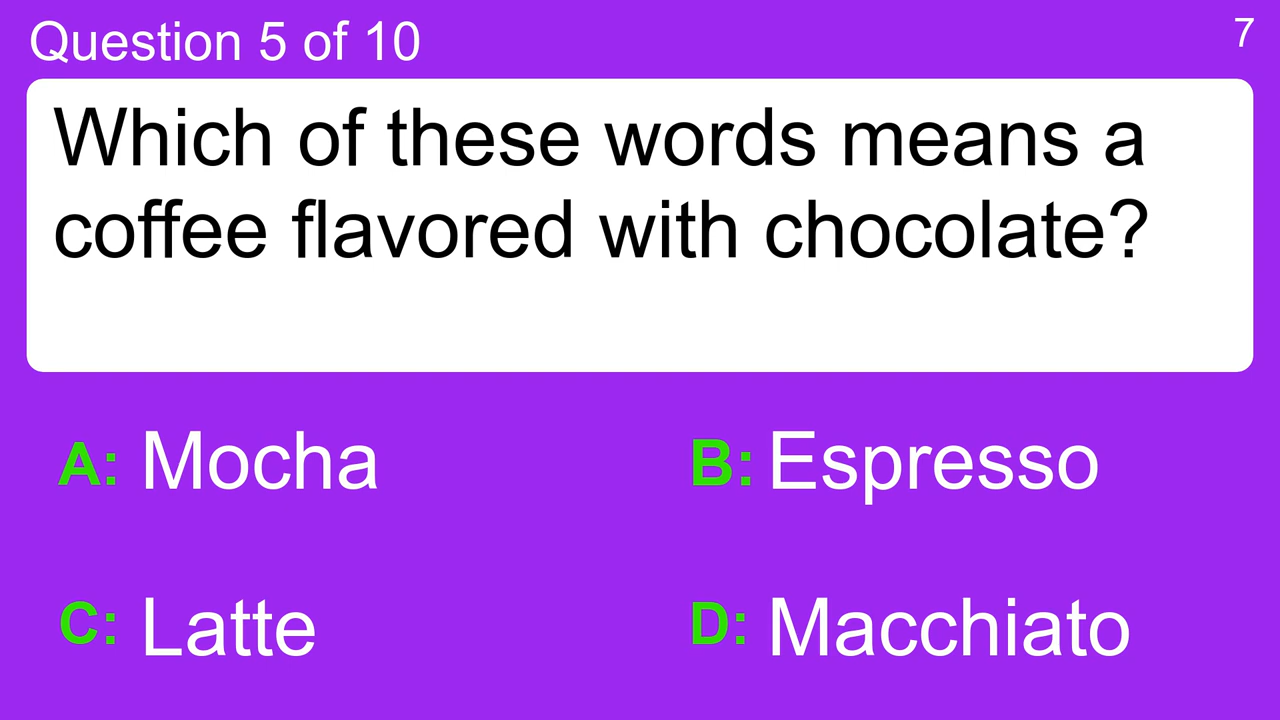 Question 5 of 10
7
Which of these words means a
coffee flavored with chocolate?
A: Mocha
B: Espresso
C: Latte
D: Macchiato